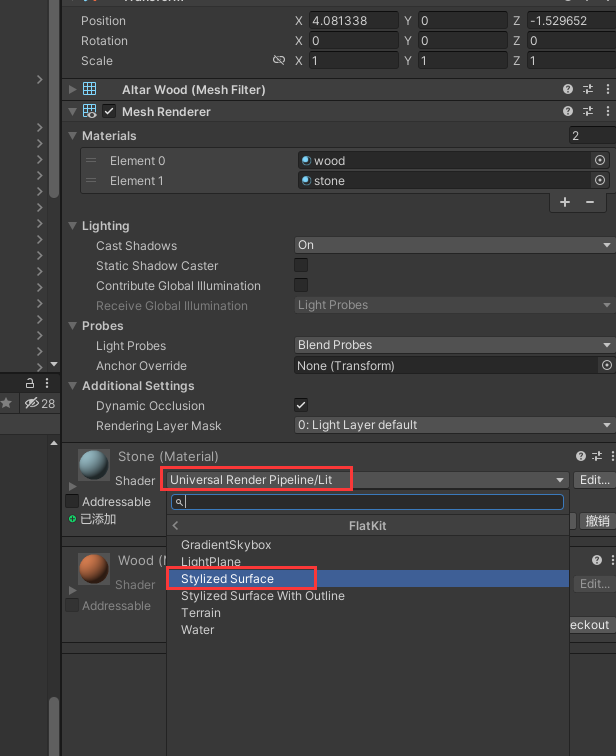 Position X 4.081338 Y 0 Z -1.529652
Rotation X 0 Y 0 Z 0
Scale X 1 Y 1 Z 1
Altar Wood (Mesh Filter)
Mesh Renderer
Materials 2
Element 0 wood
Element 1 stone
Lighting
Cast Shadows On
Static Shadow Caster
Contribute Global Illumination
Receive Global Illumination Light Probes
Probes
Light Probes Blend Probes
Anchor Override None (Transform)
Additional Settings
28
Dynamic Occlusion
Rendering Layer Mask 0: Light Layer default
Stone (Material)
Shader Universal Render Pipeline/Lit Edit...
Addressable
已添加 撤销
FlatKit
GradientSkybox
LightPlane
Wood (M
Stylized Surface
Shader Edit...
Stylized Surface With Outline
Addressable
Terrain
Water
eckout